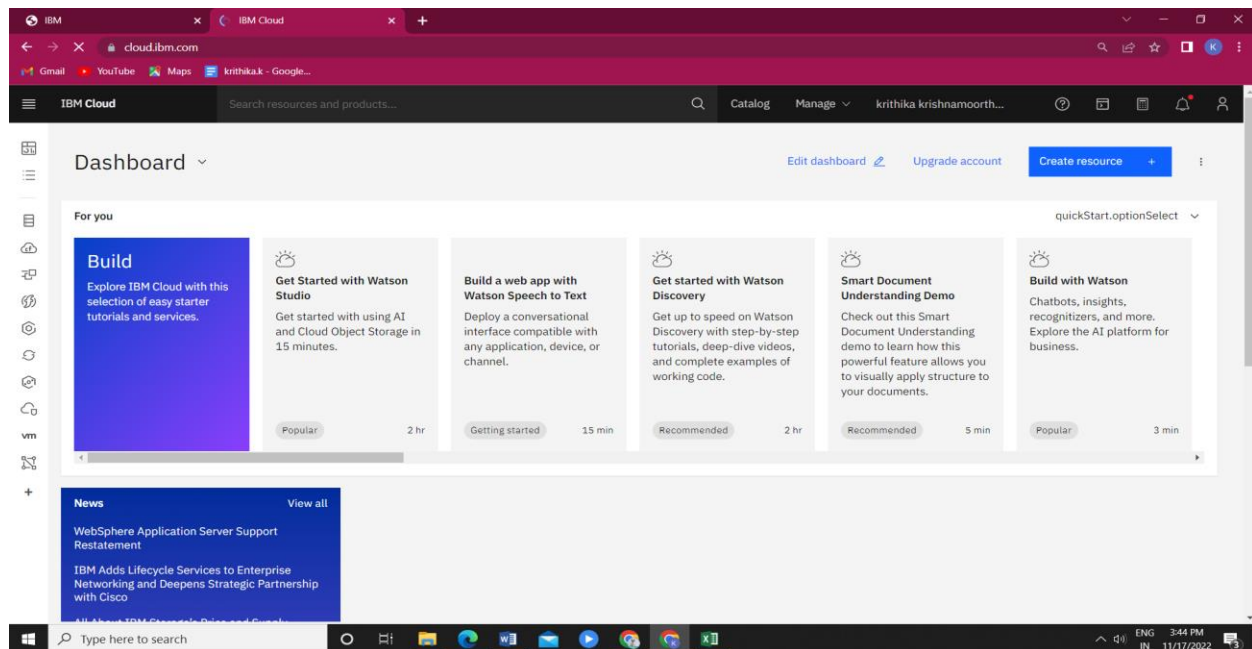 IBM
IBM Cloud
cloud.ibm.com
K
Gmail
YouTube
Maps
krithika.k - Google...
IBM Cloud
Search resources and products...
Catalog
Manage
krithika krishnamoorth...
Dashboard
Edit dashboard
Upgrade account
Create resource +
For you
quickStart.optionSelect
Build
Explore IBM Cloud with this
selection of easy starter
tutorials and services.
Get Started with Watson
Studio
Get started with using AI
and Cloud Object Storage in
15 minutes.
Popular
2 hr
Build a web app with
Watson Speech to Text
Deploy a conversational
interface compatible with
any application, device, or
channel.
Getting started
15 min
Get started with Watson
Discovery
Get up to speed on Watson
Discovery with step-by-step
tutorials, deep-dive videos,
and complete examples of
working code.
Recommended
2 hr
Smart Document
Understanding Demo
Check out this Smart
Document Understanding
demo to learn how this
powerful feature allows you
to visually apply structure to
your documents.
Recommended
5 min
Build with Watson
Chatbots, insights,
recognitizers, and more.
Explore the AI platform for
business.
Popular
3 min
vm
News
View all
WebSphere Application Server Support
Restatement
IBM Adds Lifecycle Services to Enterprise
Networking and Deepens Strategic Partnership
with Cisco
All About IBM Storage's Price and Supply
Type here to search
ENG
IN
3:44 PM
11/17/2022
3